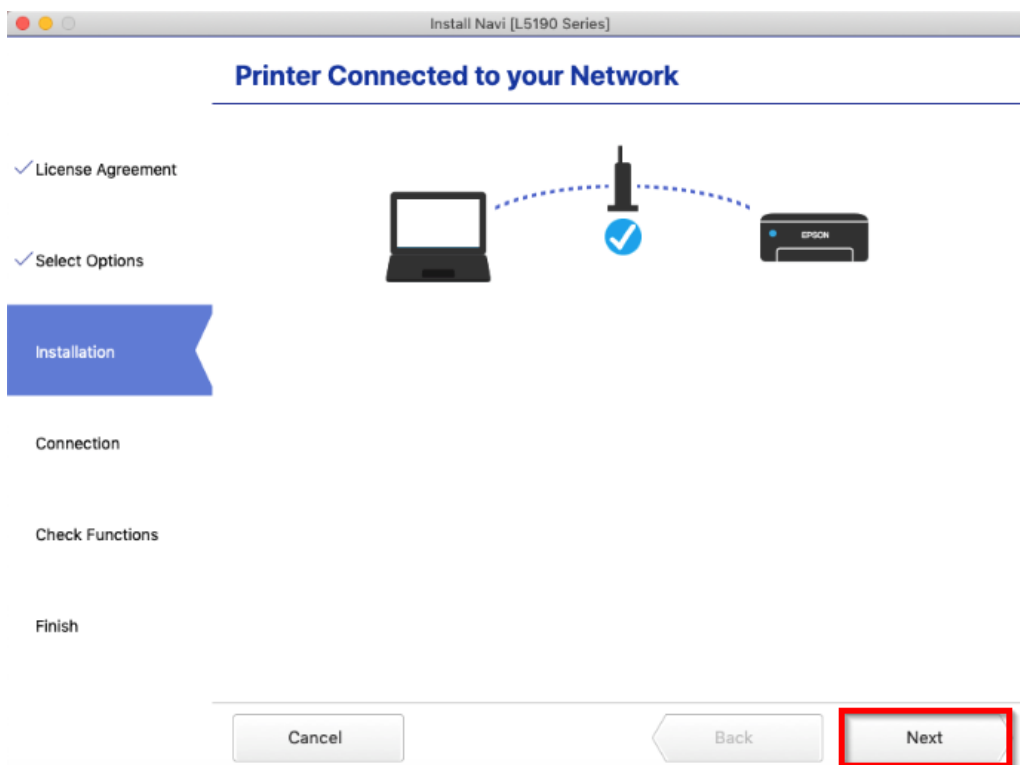 Install Navi [L5190 Series]
Printer Connected to your Network
License Agreement
Select Options
Installation
Connection
Check Functions
Finish
EPSON
Cancel
Back
Next